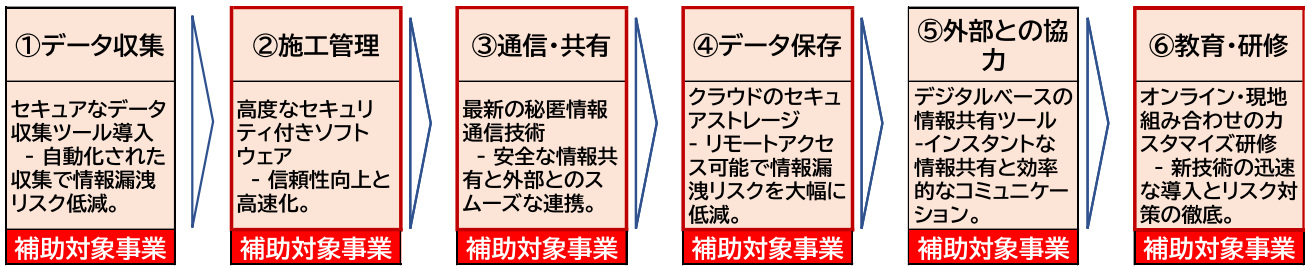 ①データ収集
セキュアなデータ
収集ツール導入
- 自動化された
収集で情報漏洩
リスク低減。
補助対象事業
②施工管理
高度なセキュリ
ティ付きソフト
ウェア
- 信頼性向上と
高速化。
補助対象事業
③通信・共有
最新の秘匿情報
通信技術
- 安全な情報共
有と外部とのス
ムーズな連携。
補助対象事業
④データ保存
クラウドのセキュ
アストレージ
- リモートアクセ
ス可能で情報漏
洩リスクを大幅に
低減。
補助対象事業
⑤外部との協
力
デジタルベースの
情報共有ツール
-インスタントな
情報共有と効率
的なコミュニケー
ション。
補助対象事業
⑥教育・研修
オンライン・現地
組み合わせのカ
スタマイズ研修
- 新技術の迅速
な導入とリスク対
策の徹底。
補助対象事業